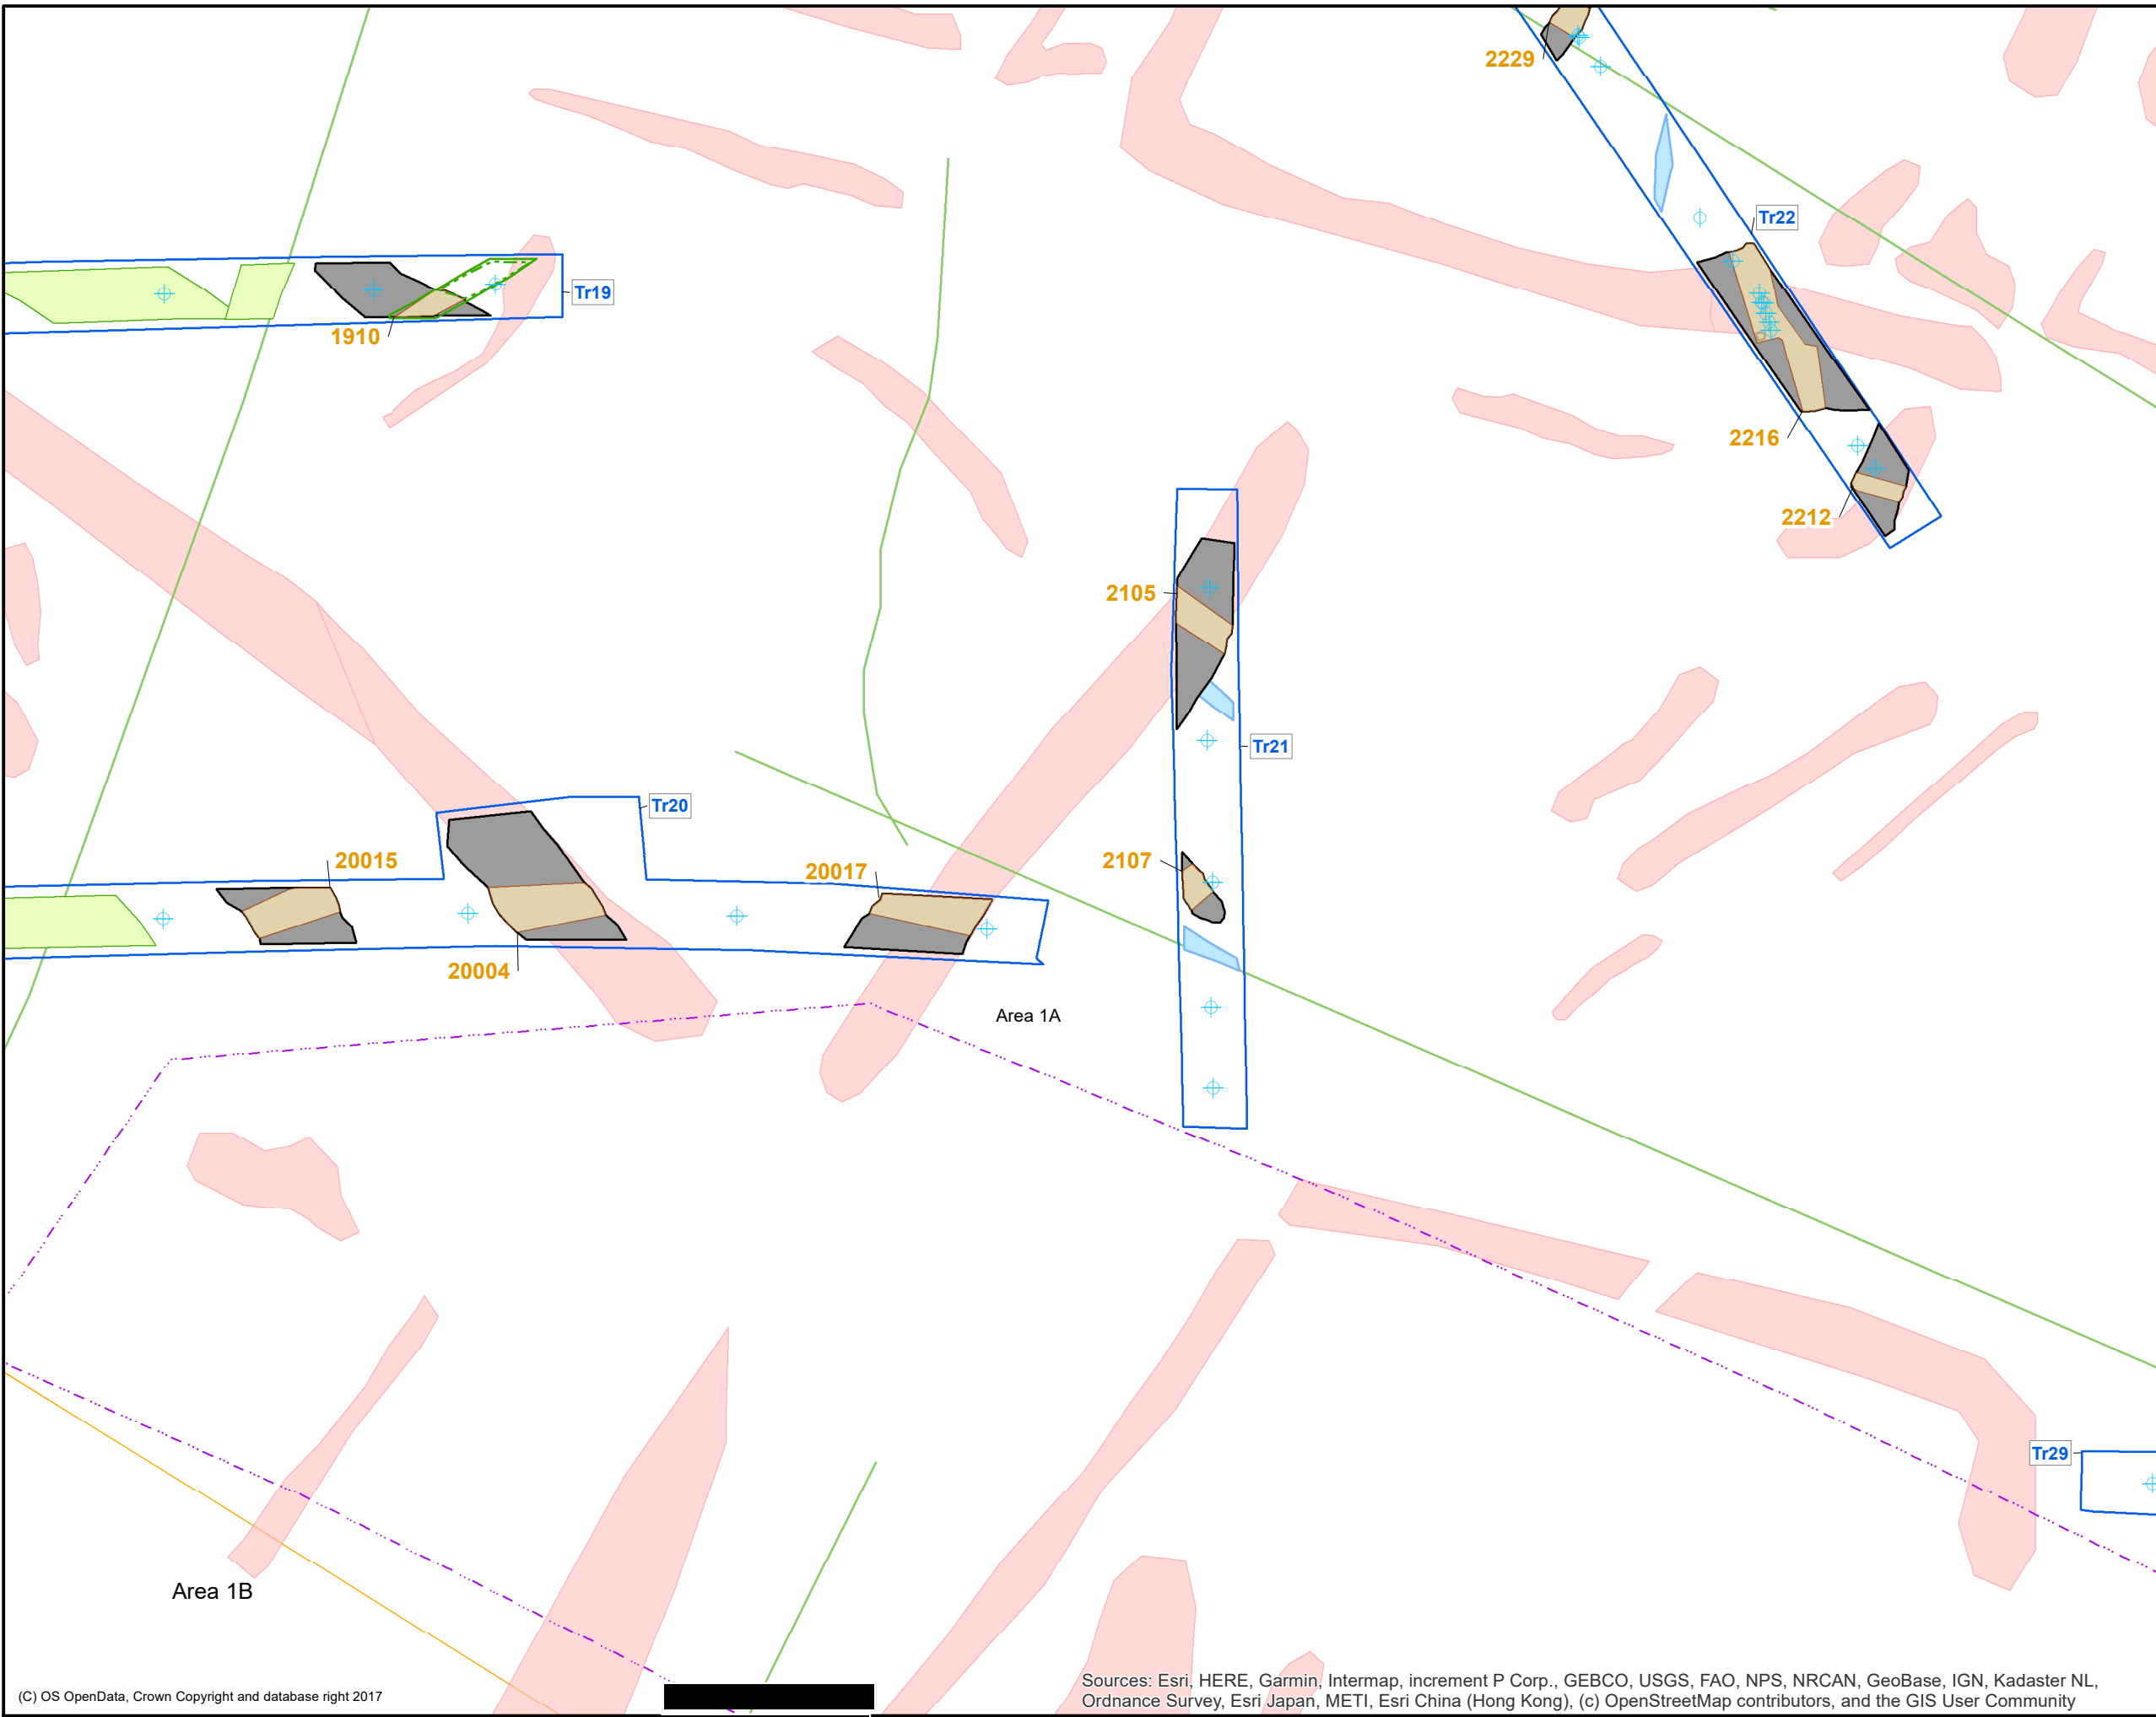 2229
Tr22
Tr19
1910
2216
2212
2105
Tr21
Tr20
20015
20017
2107
20004
Area 1A
Tr29
Area 1B
(C) OS OpenData, Crown Copyright and database right 2017
Sources: Esri, HERE, Garmin, Intermap, increment P Corp., GEBCO, USGS, FAO, NPS, NRCAN, GeoBase, IGN, Kadaster NL,
Ordnance Survey, Esri Japan, METI, Esri China (Hong Kong), (c) OpenStreetMap contributors, and the GIS User Community